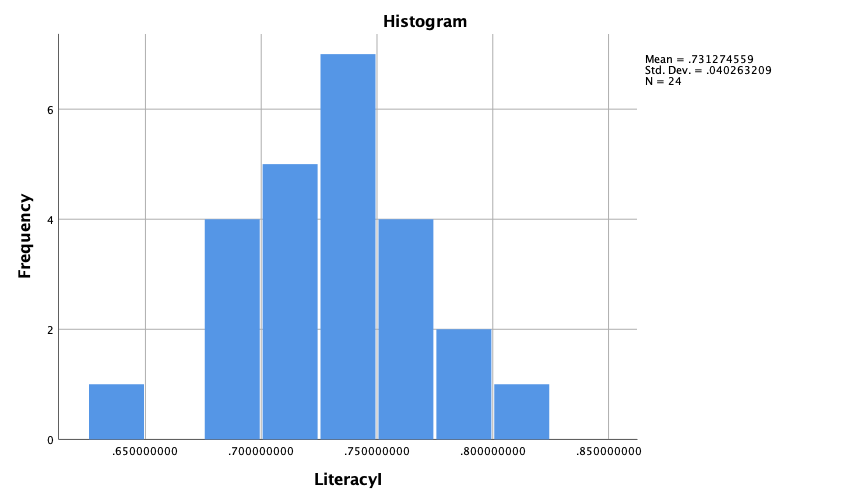 Histogram
Mean = .731274559
Std. Dev. = .040263209
N = 24
6
4
2
0
Frequency
.650000000 .700000000 .750000000 .800000000 .850000000
LiteracyI